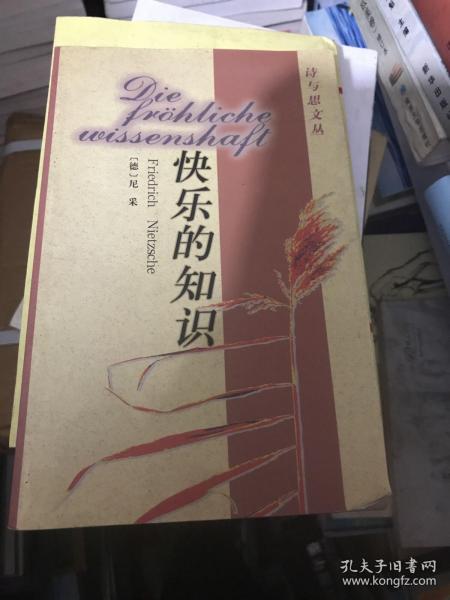 诗与思文丛
Die
fröhliche
wissenshaft
快乐的知识
Friedrich Nietzsche
〔德〕尼采
孔夫子旧书网
www.kongfz.com